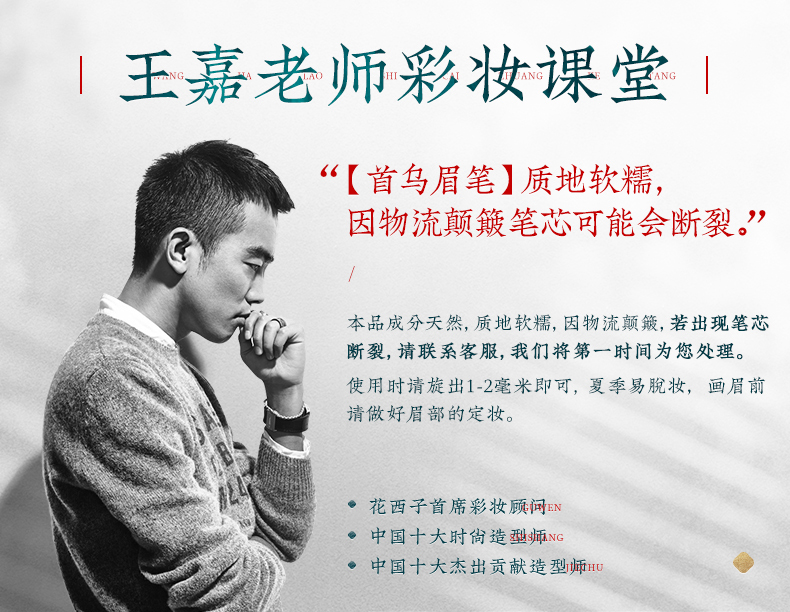 王嘉老师彩妆课堂
WANG JIA LAO SHI CAI ZHUANG KE TANG
“【首乌眉笔】质地软糯,
因物流颠簸笔芯可能会断裂。”
/
本品成分天然,质地软糯,因物流颠簸,若出现笔芯
断裂,请联系客服,我们将第一时间为您处理。
使用时请旋出1-2毫米即可, 夏季易脱妆, 画眉前
请做好眉部的定妆。
花西子首席彩妆顾问
GUWEN
中国十大时尚造型师
中国十大杰出贡献造型师